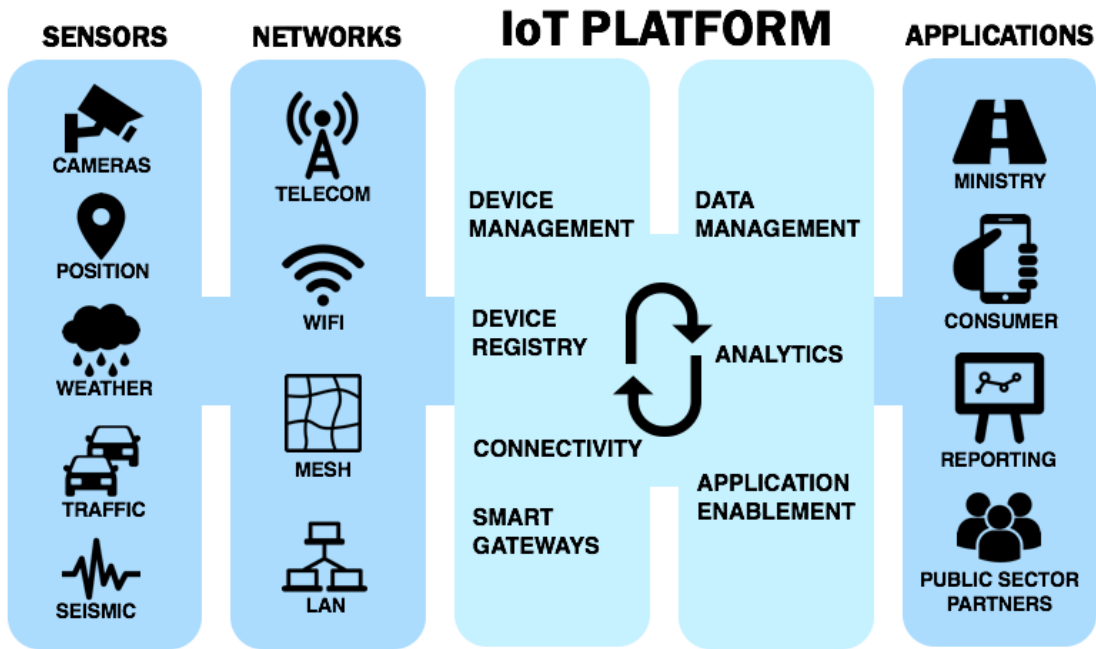 SENSORS
NETWORKS
IoT PLATFORM
APPLICATIONS
CAMERAS
POSITION
WEATHER
TRAFFIC
SEISMIC
TELECOM
WIFI
MESH
LAN
DEVICE
MANAGEMENT
DEVICE
REGISTRY
CONNECTIVITY
SMART
GATEWAYS
DATA
MANAGEMENT
ANALYTICS
APPLICATION
ENABLEMENT
MINISTRY
CONSUMER
REPORTING
PUBLIC SECTOR
PARTNERS